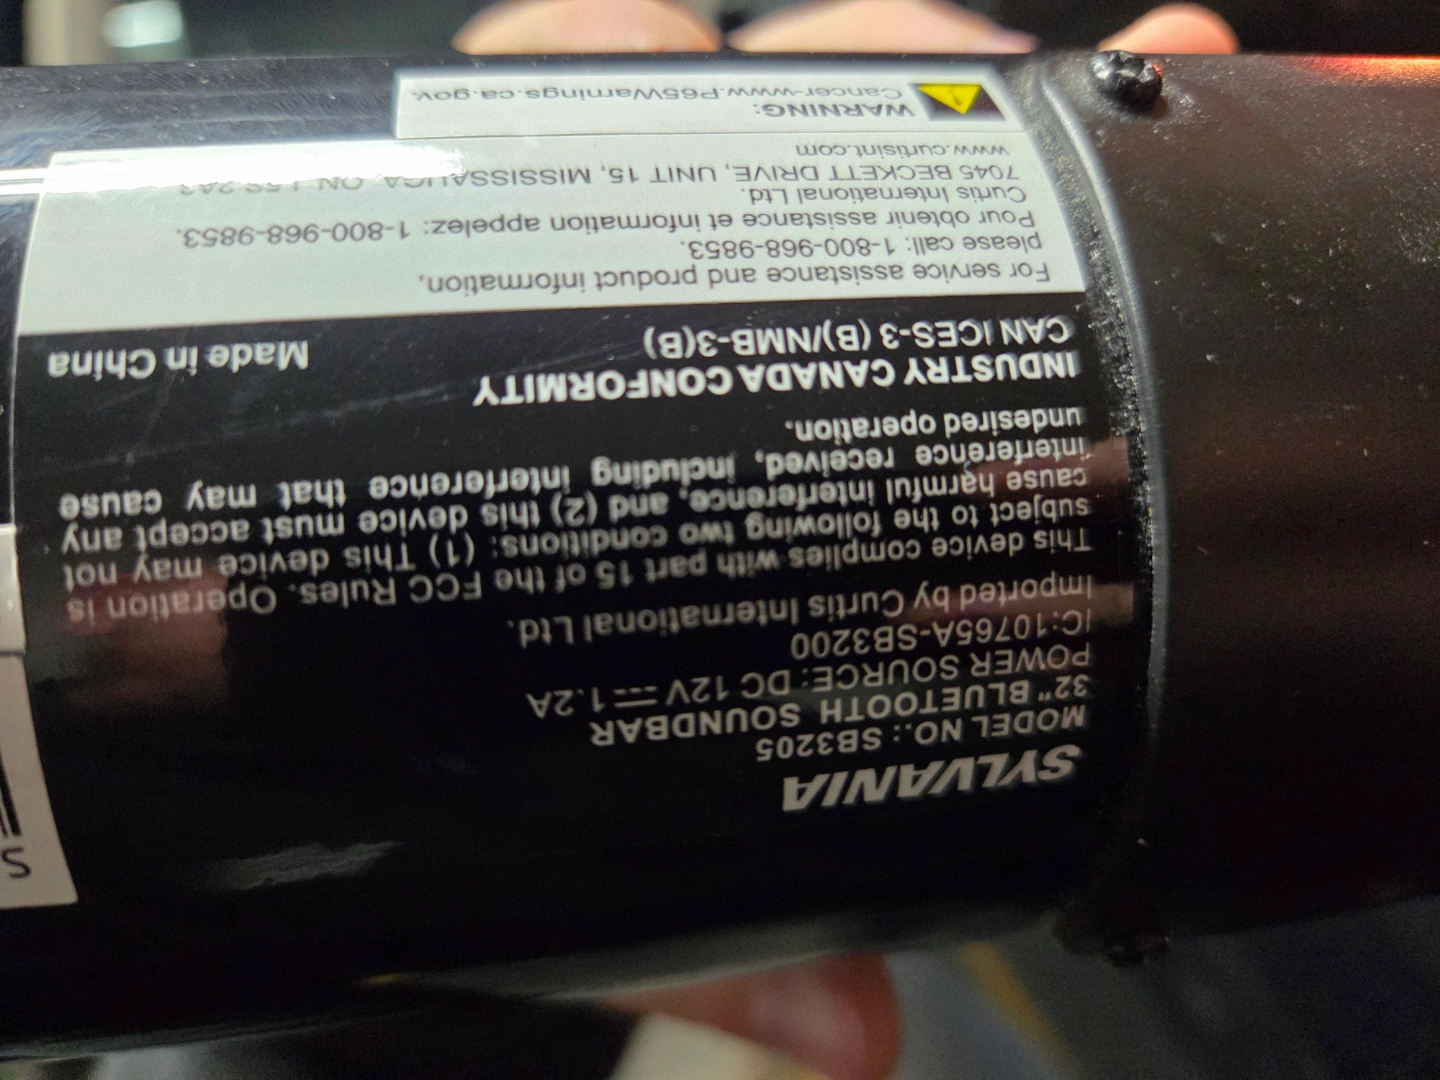 SYLVANIA
MODEL NO.: SB3205
32" BLUETOOTH SOUNDBAR
POWER SOURCE: DC 12V ⎓ 1.2A
IC:10765A-SB3200
Imported by Curtis International Ltd.
This device complies with part 15 of the FCC Rules. Operation is
subject to the following two conditions: (1) This device may not
cause harmful interference, and (2) this device must accept any
interference received, including interference that may cause
undesired operation.
INDUSTRY CANADA CONFORMITY
CAN ICES-3 (B)/NMB-3(B) Made in China
For service assistance and product information,
please call: 1-800-968-9853.
Pour obtenir assistance et information appelez: 1-800-968-9853.
Curtis International Ltd.
7045 BECKETT DRIVE, UNIT 15, MISSISSAUGA, ON, L5S 2A3
www.curtisint.com
WARNING:
Cancer-www.P65Warnings.ca.gov.
S